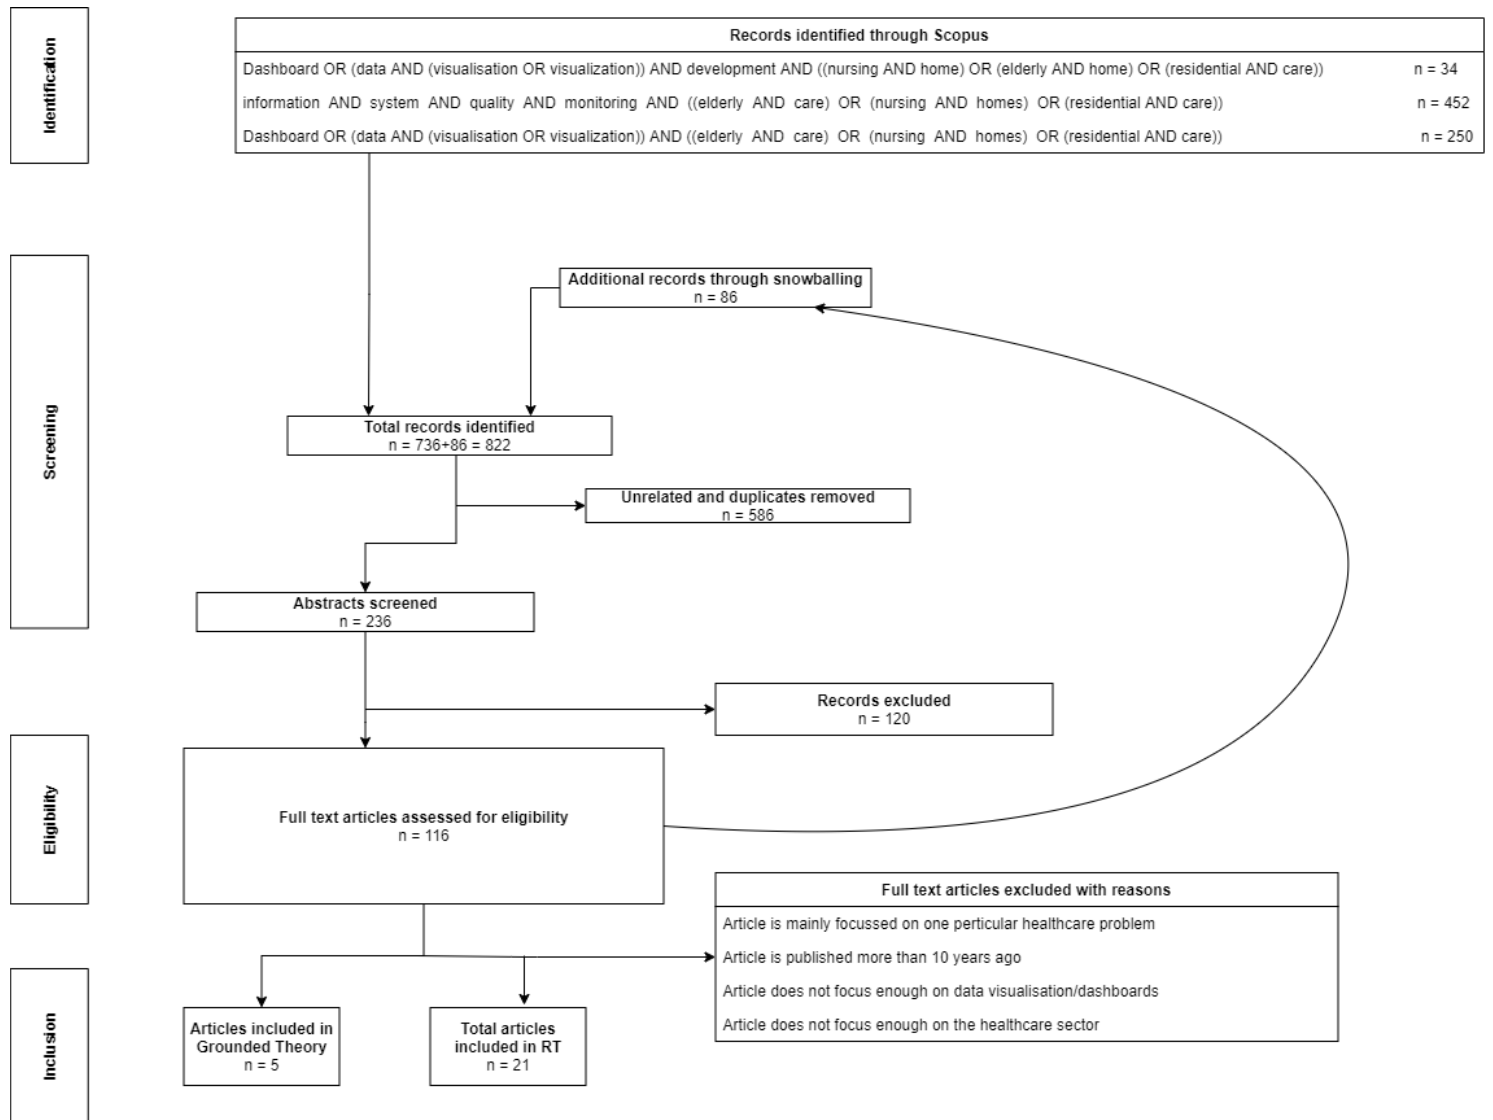 Identification
Records identified through Scopus
Dashboard OR (data AND (visualisation OR visualization)) AND development AND ((nursing AND home) OR (elderly AND home) OR (residential AND care)) n = 34
information AND system AND quality AND monitoring AND ((elderly AND care) OR (nursing AND homes) OR (residential AND care)) n = 452
Dashboard OR (data AND (visualisation OR visualization)) AND ((elderly AND care) OR (nursing AND homes) OR (residential AND care)) n = 250
Screening
Additional records through snowballing
n = 86
Total records identified
n = 736+86 = 822
Unrelated and duplicates removed
n = 586
Abstracts screened
n = 236
Records excluded
n = 120
Eligibility
Full text articles assessed for eligibility
n = 116
Full text articles excluded with reasons
Article is mainly focussed on one perticular healthcare problem
Article is published more than 10 years ago
Article does not focus enough on data visualisation/dashboards
Article does not focus enough on the healthcare sector
Inclusion
Articles included in
Grounded Theory
n = 5
Total articles
included in RT
n = 21